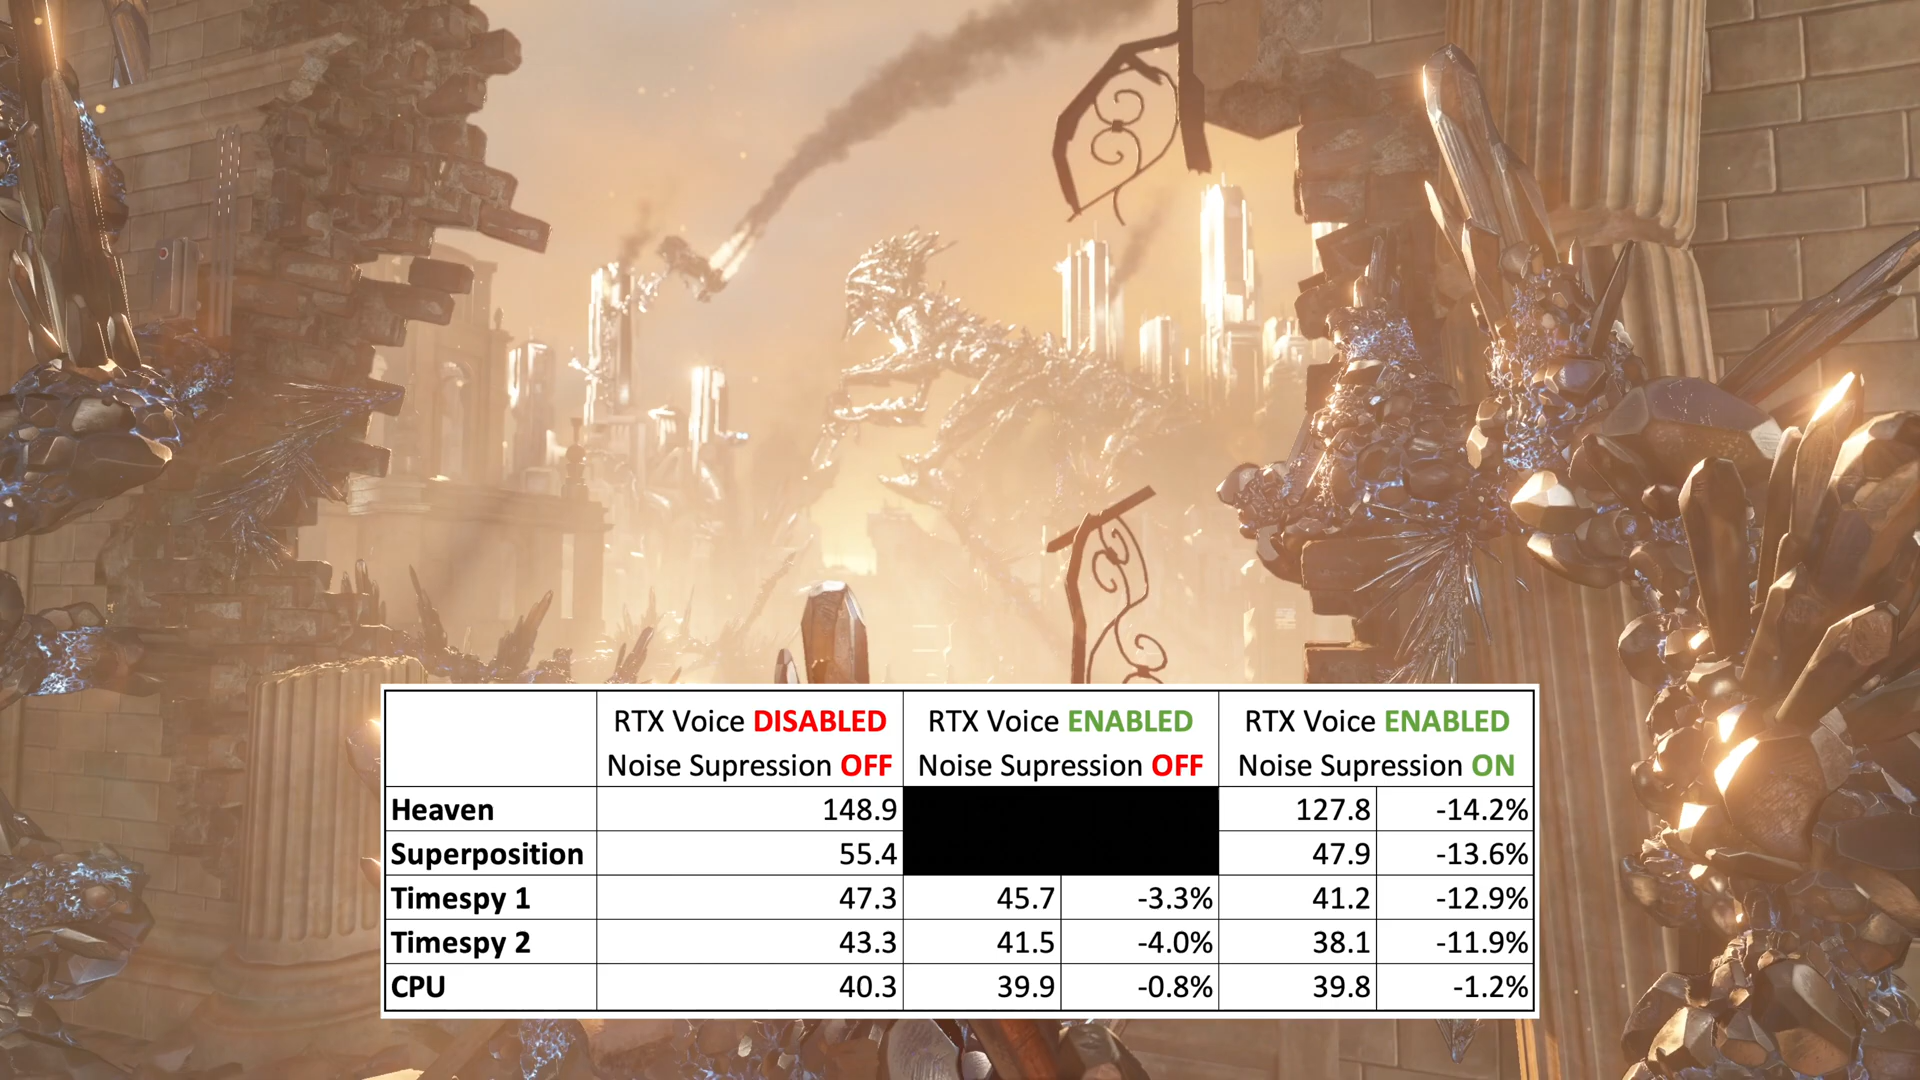 RTX Voice DISABLED RTX Voice ENABLED RTX Voice ENABLED
Noise Supression OFF Noise Supression OFF Noise Supression ON
Heaven 148.9 127.8 -14.2%
Superposition 55.4 47.9 -13.6%
Timespy 1 47.3 45.7 -3.3% 41.2 -12.9%
Timespy 2 43.3 41.5 -4.0% 38.1 -11.9%
CPU 40.3 39.9 -0.8% 39.8 -1.2%